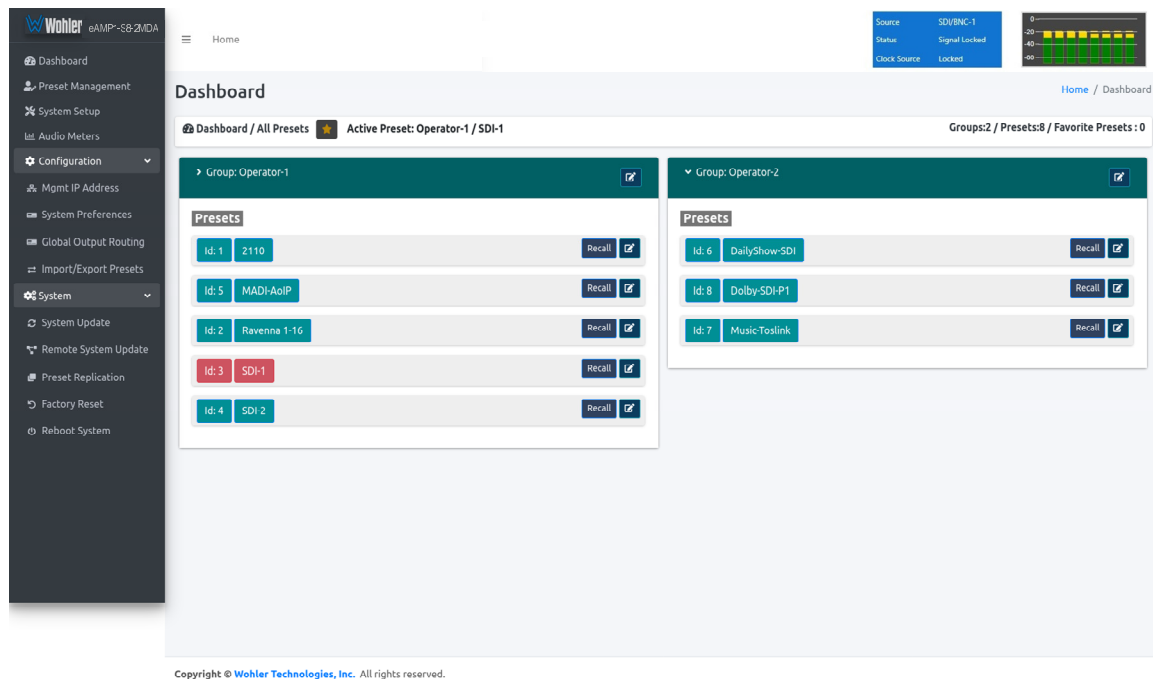 Wohler eAMP1-S8-2MDA
Dashboard
Preset Management
System Setup
Audio Meters
Configuration
Mgmt IP Address
System Preferences
Global Output Routing
Import/Export Presets
System
System Update
Remote System Update
Preset Replication
Factory Reset
Reboot System
Home
Source SDI/BNC-1
Status Signal Locked
Clock Source Locked
0
-20
-40
-60
Dashboard
Home / Dashboard
Dashboard / All Presets Active Preset: Operator-1 / SDI-1
Groups:2 / Presets:8 / Favorite Presets : 0
Group: Operator-1
Presets
Id: 1 2110 Recall
Id: 5 MADI-AoIP Recall
Id: 2 Ravenna 1-16 Recall
Id: 3 SDI-1 Recall
Id: 4 SDI-2 Recall
Group: Operator-2
Presets
Id: 6 DailyShow-SDI Recall
Id: 8 Dolby-SDI-P1 Recall
Id: 7 Music-Toslink Recall
Copyright © Wohler Technologies, Inc. All rights reserved.